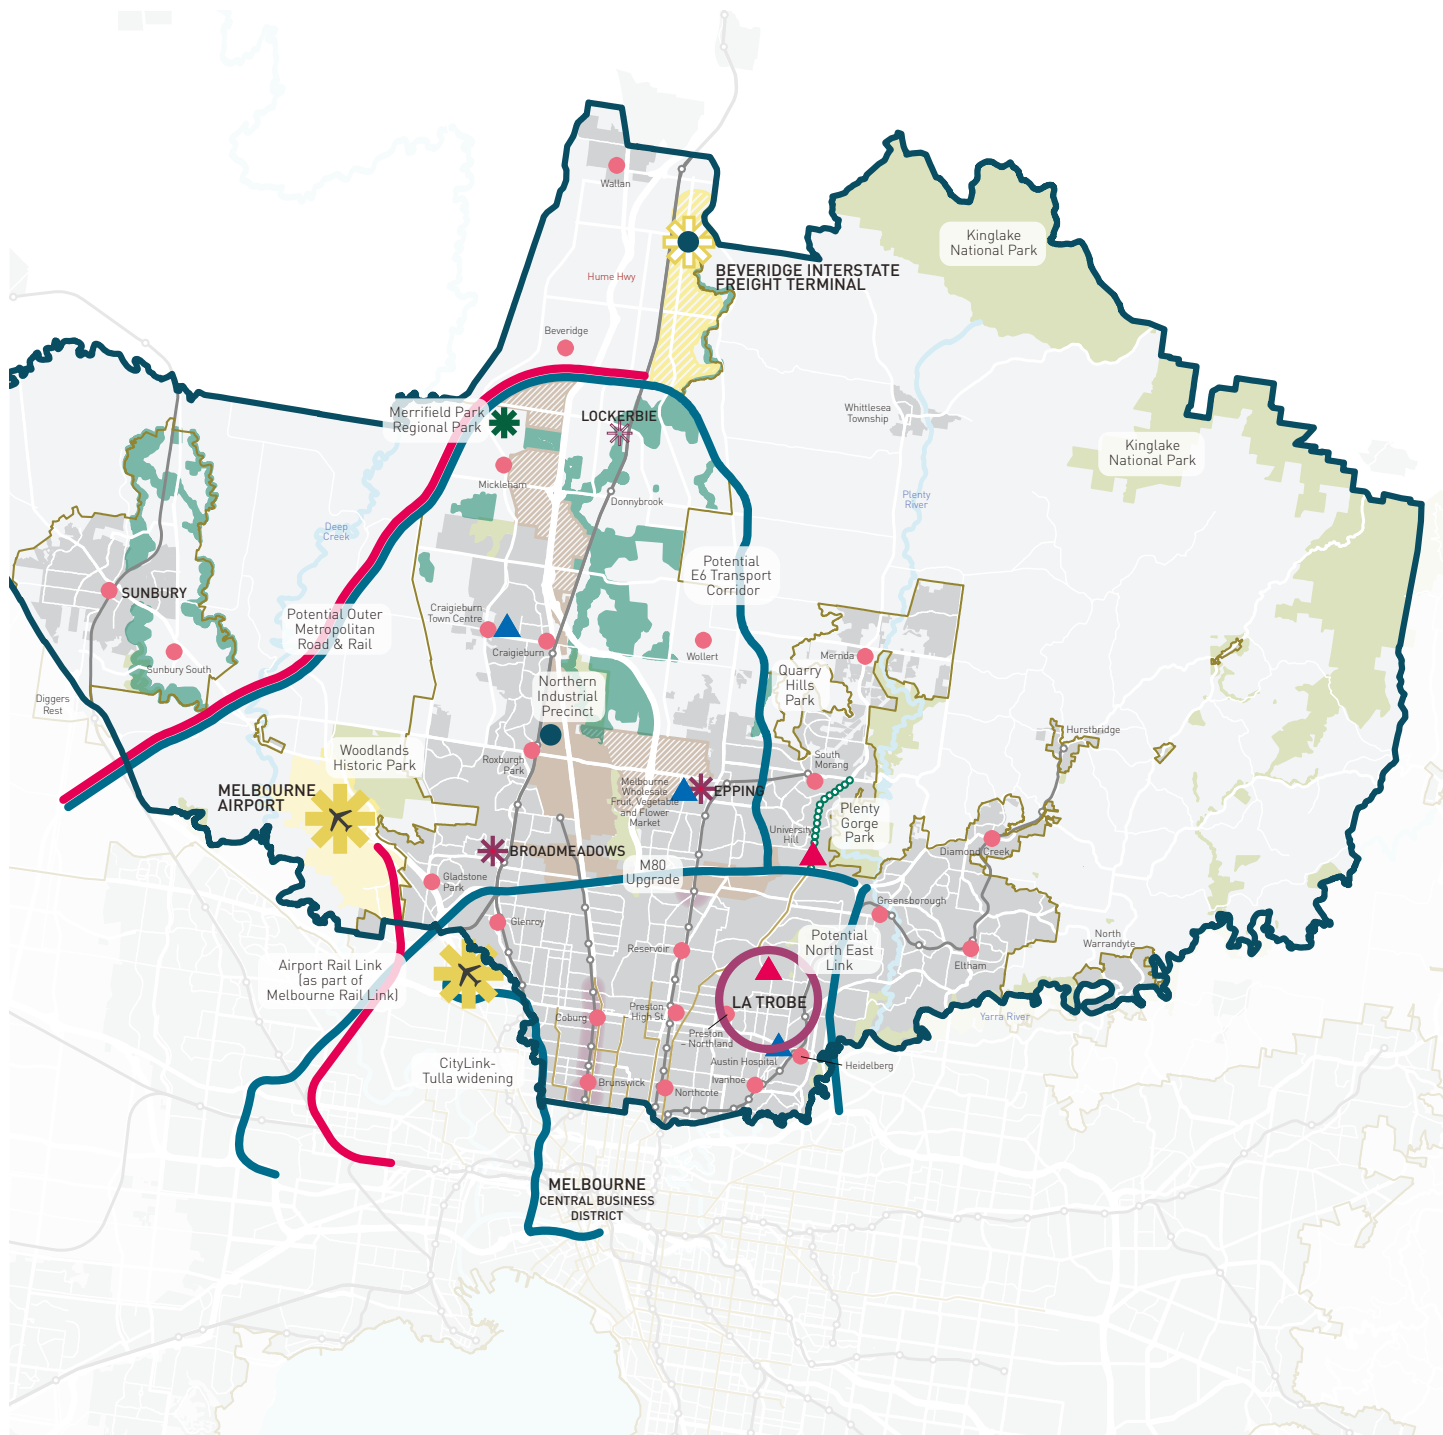 Wallan
Kinglake
National Park
BEVERIDGE INTERSTATE
FREIGHT TERMINAL
Hume Hwy
Beveridge
Merrifield Park
Regional Park
LOCKERBIE
Whittlesea
Township
Kinglake
National Park
Mickleham
Donnybrook
Plenty
River
Deep
Creek
Potential
E6 Transport
Corridor
SUNBURY
Craigieburn
Town Centre
Potential Outer
Metropolitan
Road & Rail
Craigieburn
Wollert
Mernda
Sunbury South
Quarry
Hills
Park
Northern
Industrial
Precinct
Diggers
Rest
Hurstbridge
Woodlands
Historic Park
Roxburgh
Park
South
Morang
MELBOURNE
AIRPORT
Melbourne
Wholesale
Fruit, Vegetable
and Flower
Market
EPPING
Plenty
Gorge
Park
University
Hill
BROADMEADOWS
Diamond Creek
M80
Upgrade
Gladstone
Park
Greensborough
Glenroy
Potential
North East
Link
Reservoir
North
Warrandyte
Eltham
Airport Rail Link
(as part of
Melbourne Rail Link)
LA TROBE
Preston
High St.
Coburg
Yarra River
Preston
– Northland
Austin Hospital
Heidelberg
CityLink-
Tulla widening
Ivanhoe
Brunswick
Northcote
MELBOURNE
CENTRAL BUSINESS
DISTRICT